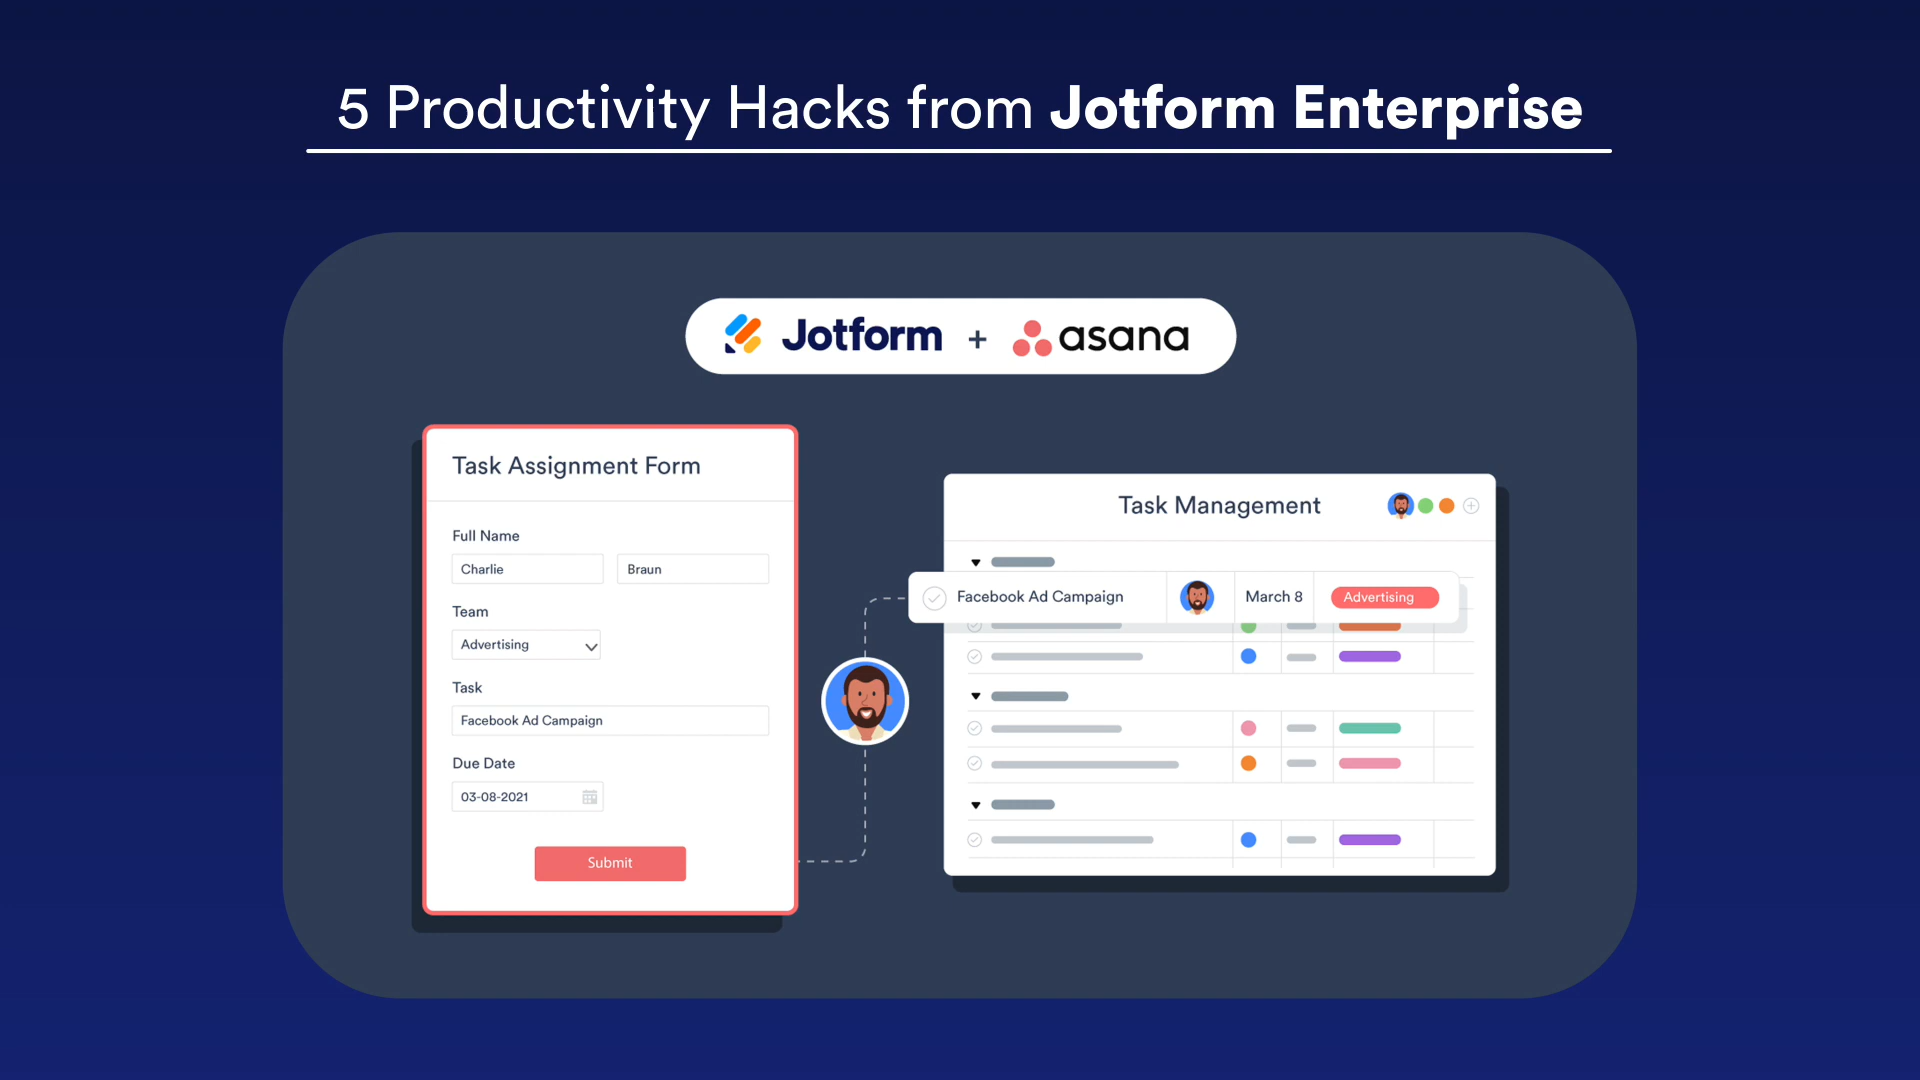 5 Productivity Hacks from Jotform Enterprise
Jotform + asana
Task Assignment Form
Full Name
Charlie Braun
Team
Advertising
Task
Facebook Ad Campaign
Due Date
03-08-2021
Submit
Task Management
Facebook Ad Campaign March 8 Advertising